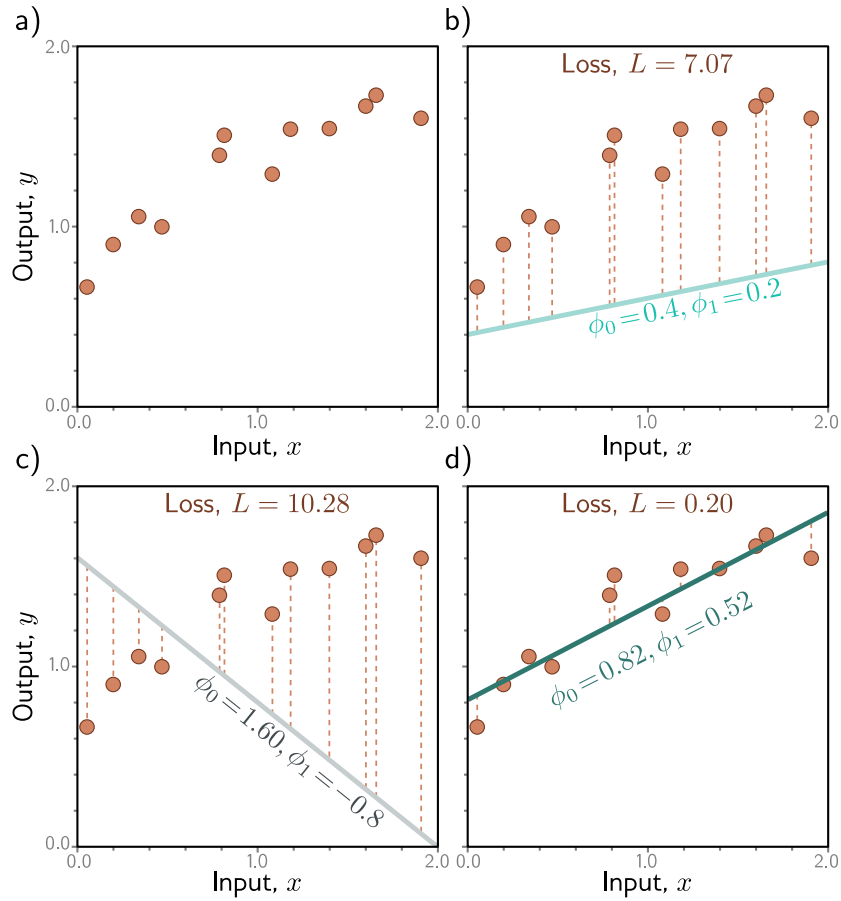 a)
2.0
1.0
0.0
Output, y
0.0
1.0
2.0
Input, x
b)
Loss, L = 7.07
ϕ₀=0.4, ϕ₁=0.2
0.0
1.0
2.0
Input, x
c)
2.0
1.0
0.0
Output, y
Loss, L = 10.28
ϕ₀=1.60, ϕ₁=−0.8
0.0
1.0
2.0
Input, x
d)
Loss, L = 0.20
ϕ₀=0.82, ϕ₁=0.52
0.0
1.0
2.0
Input, x